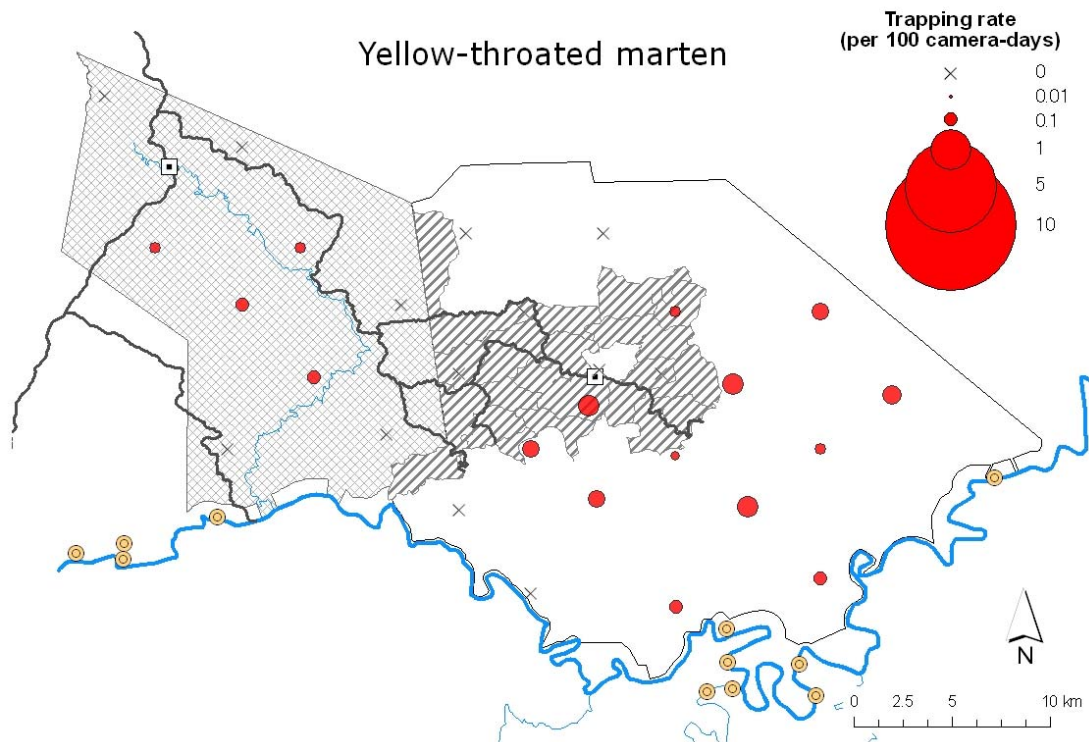 Yellow-throated marten
Trapping rate
(per 100 camera-days)
0
0.01
0.1
1
5
10
N
0 2.5 5 10 km